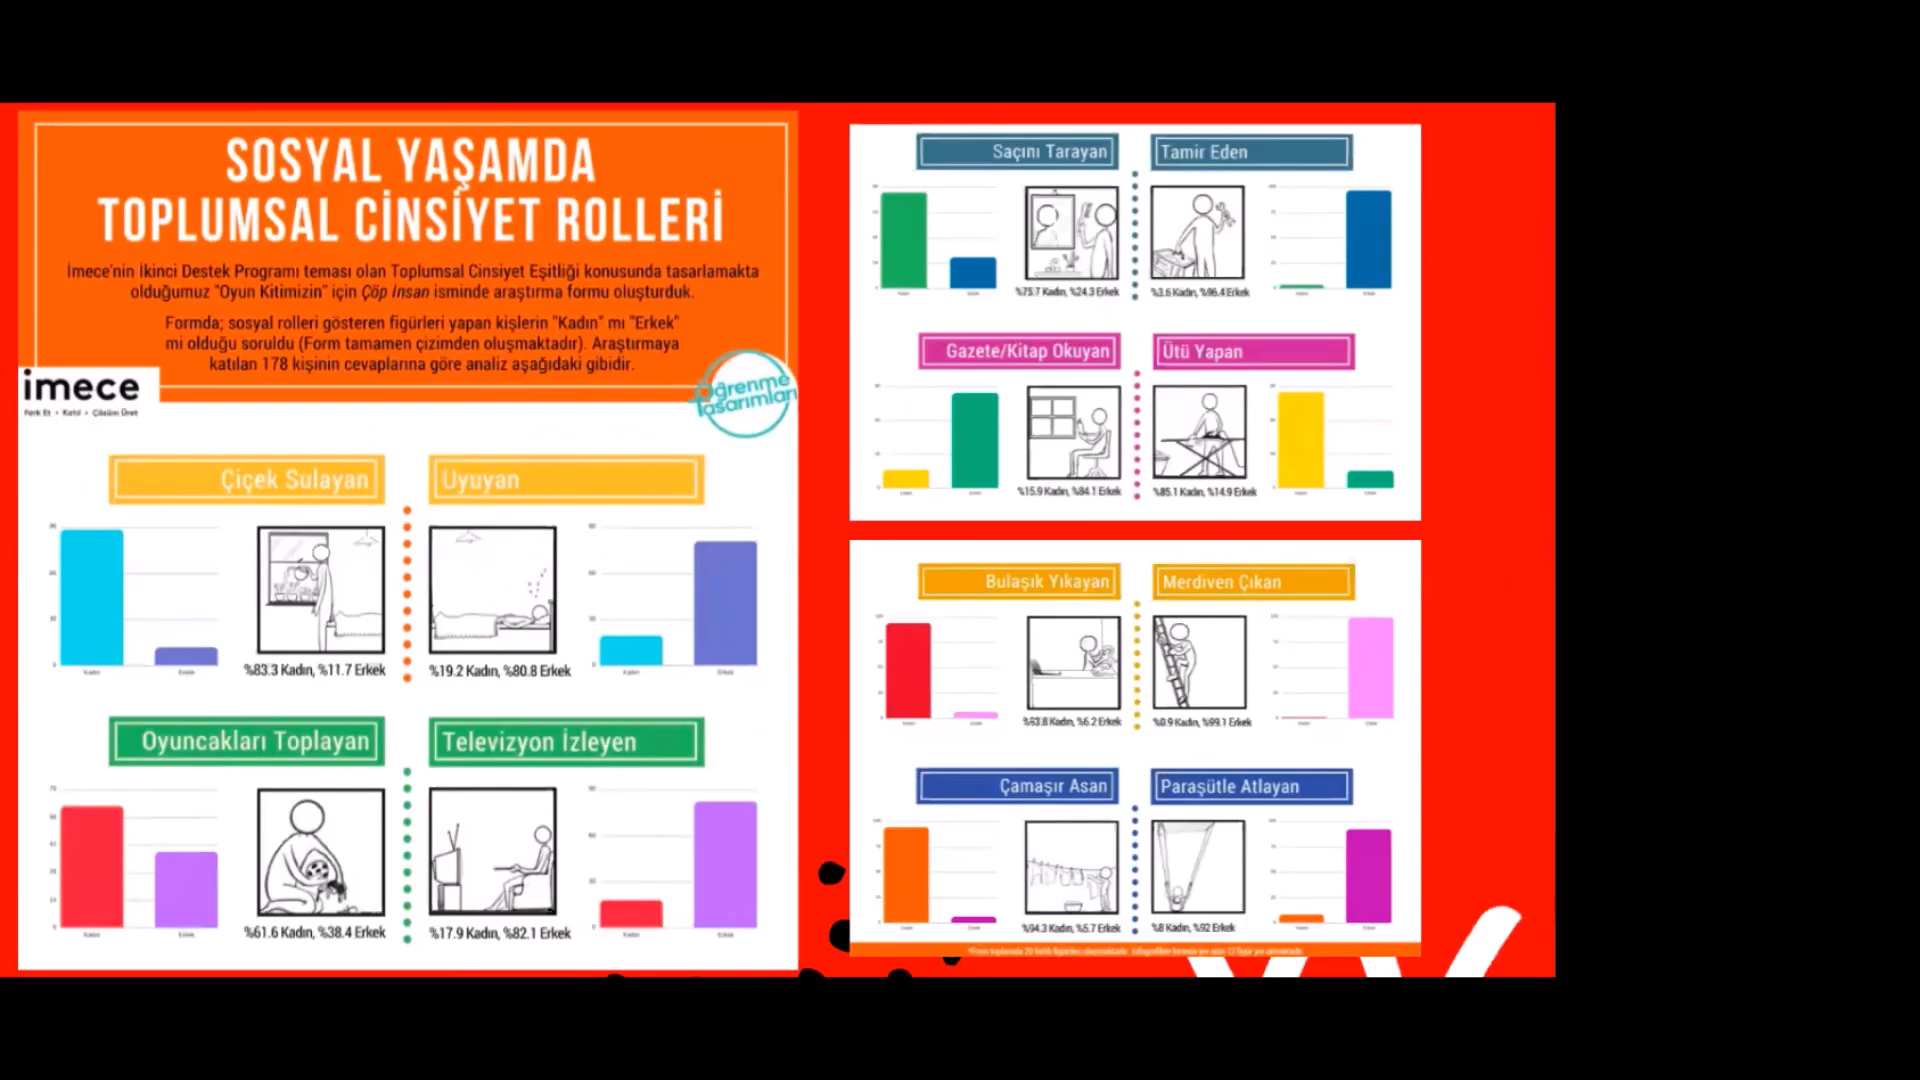 SOSYAL YAŞAMDA
TOPLUMSAL CİNSİYET ROLLERİ
İmece'nin İkinci Destek Programı teması olan Toplumsal Cinsiyet Eşitliği konusunda tasarlamakta
olduğumuz "Oyun Kitimizin" için Çöp İnsan isminde araştırma formu oluşturduk.
Formda; sosyal rolleri gösteren figürleri yapan kişlerin "Kadın" mı "Erkek"
mi olduğu soruldu (Form tamamen çizimden oluşmaktadır). Araştırmaya
katılan 178 kişinin cevaplarına göre analiz aşağıdaki gibidir.
imece
Fark Et • Katıl • Çözüm Üret
öğrenme
tasarımları
Çiçek Sulayan
%83.3 Kadın, %11.7 Erkek
Uyuyan
%19.2 Kadın, %80.8 Erkek
Oyuncakları Toplayan
%61.6 Kadın, %38.4 Erkek
Televizyon İzleyen
%17.9 Kadın, %82.1 Erkek
Saçını Tarayan
%75.7 Kadın, %24.3 Erkek
Tamir Eden
%3.6 Kadın, %96.4 Erkek
Gazete/Kitap Okuyan
%15.9 Kadın, %84.1 Erkek
Ütü Yapan
%85.1 Kadın, %14.9 Erkek
Bulaşık Yıkayan
%93.8 Kadın, %6.2 Erkek
Merdiven Çıkan
%0.9 Kadın, %99.1 Erkek
Çamaşır Asan
%94.3 Kadın, %5.7 Erkek
Paraşütle Atlayan
%8 Kadın, %92 Erkek